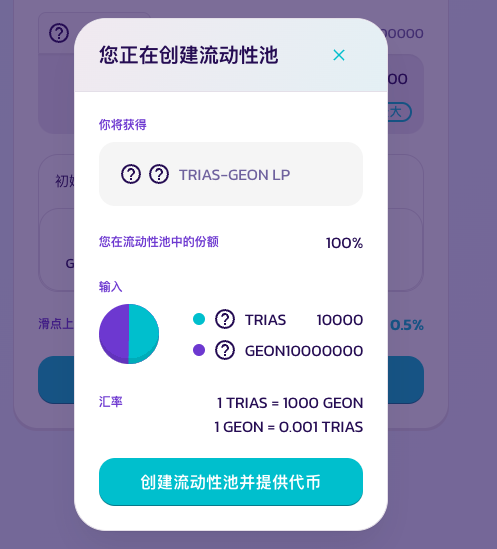 0000
您正在创建流动性池
00
大
你将获得
TRIAS-GEON LP
初始
您在流动性池中的份额
100%
G
输入
TRIAS 10000
滑点上
0.5%
GEON10000000
汇率
1 TRIAS = 1000 GEON
1 GEON = 0.001 TRIAS
创建流动性池并提供代币